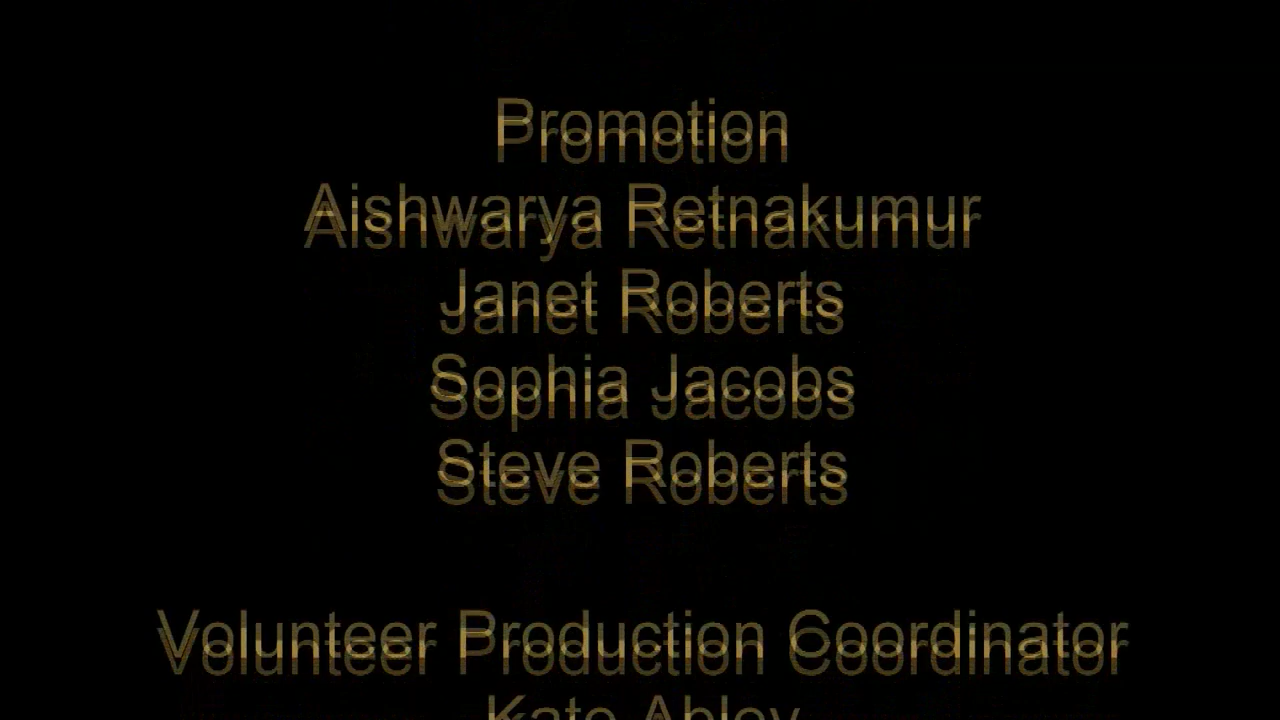 Promotion
Aishwarya Retnakumur
Janet Roberts
Sophia Jacobs
Steve Roberts
Volunteer Production Coordinator